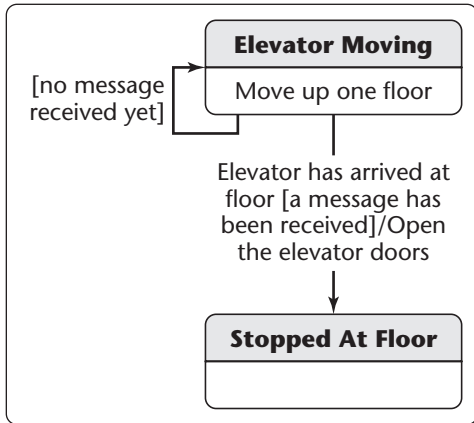 Elevator Moving
Move up one floor
[no message
received yet]
Elevator has arrived at
floor [a message has
been received]/Open
the elevator doors
Stopped At Floor